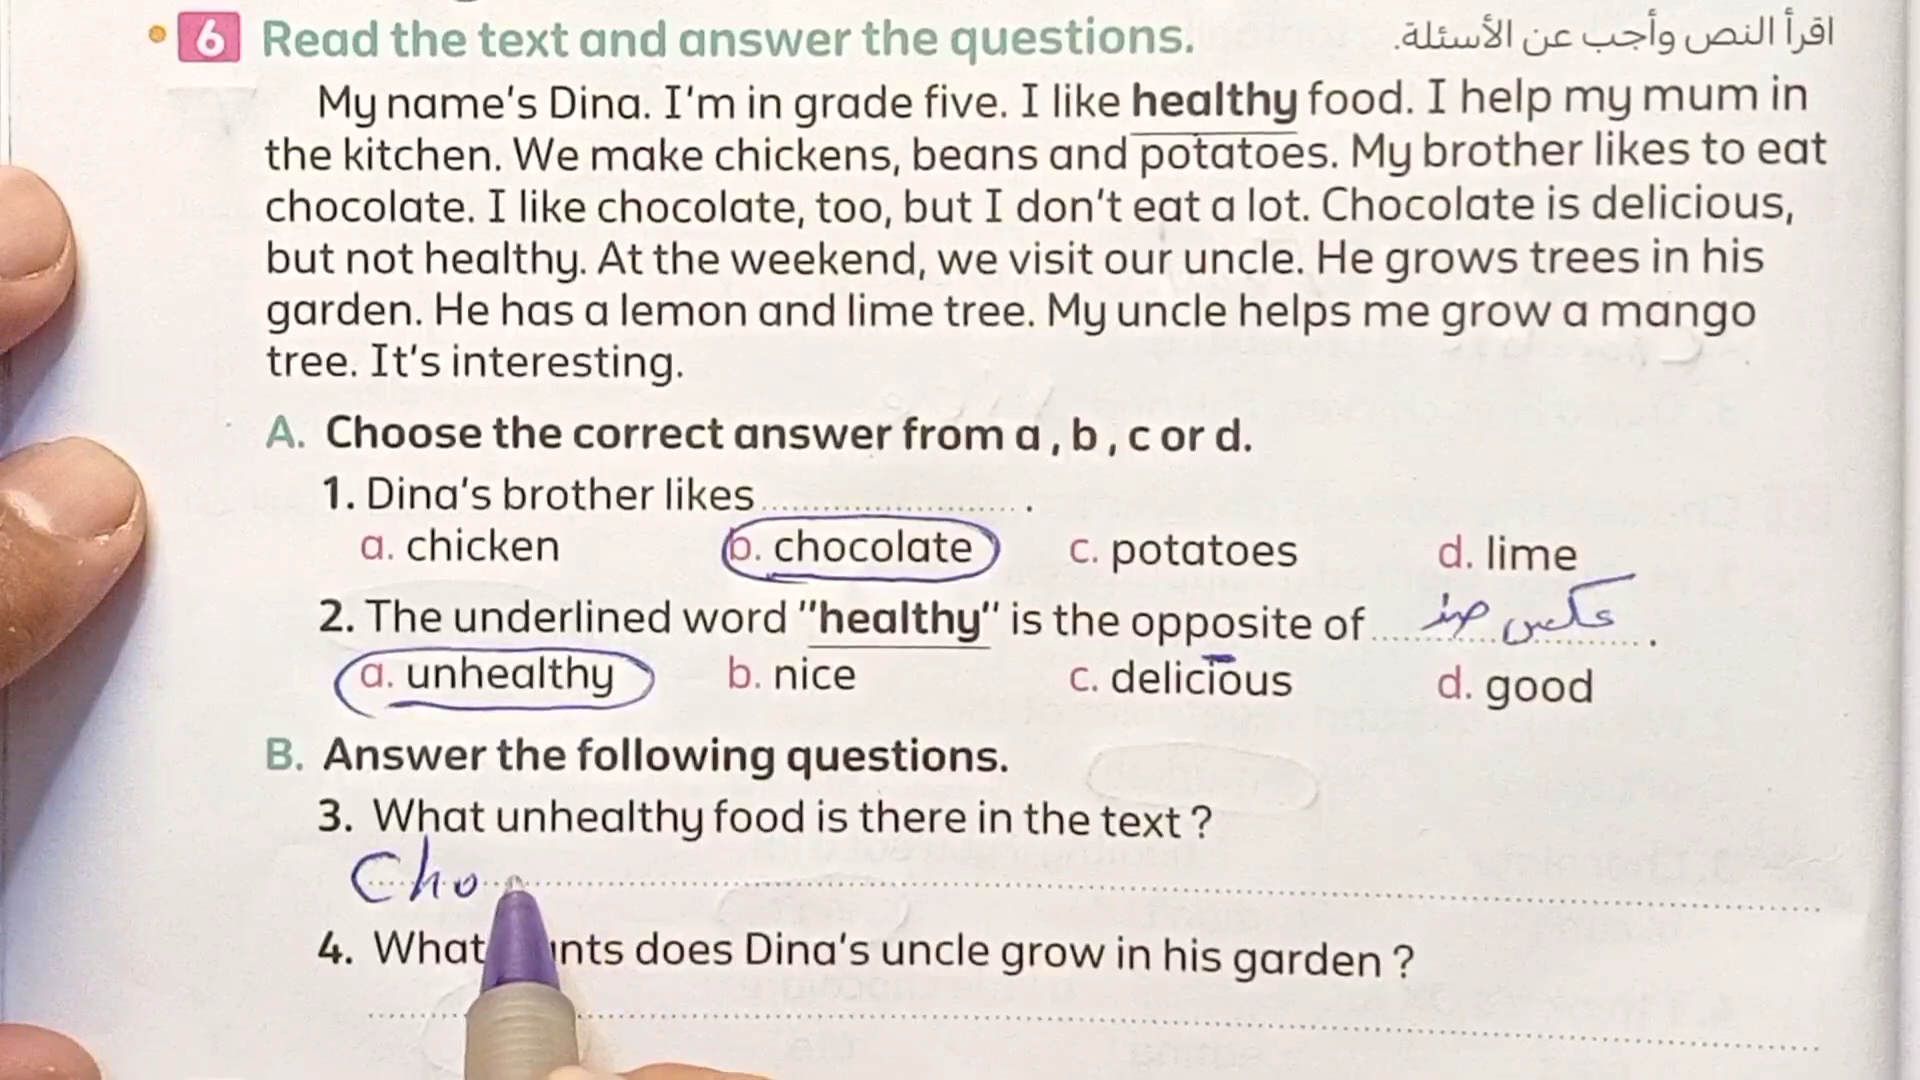 6 Read the text and answer the questions. اقرأ النص وأجب عن الأسئلة.
My name's Dina. I'm in grade five. I like healthy food. I help my mum in
the kitchen. We make chickens, beans and potatoes. My brother likes to eat
chocolate. I like chocolate, too, but I don't eat a lot. Chocolate is delicious,
but not healthy. At the weekend, we visit our uncle. He grows trees in his
garden. He has a lemon and lime tree. My uncle helps me grow a mango
tree. It's interesting.
A. Choose the correct answer from a , b , c or d.
1. Dina's brother likes .................... .
a. chicken b. chocolate c. potatoes d. lime
2. The underlined word "healthy" is the opposite of .... عكس ضد .... .
a. unhealthy b. nice c. delicious d. good
B. Answer the following questions.
3. What unhealthy food is there in the text ?
Cho
4. What nts does Dina's uncle grow in his garden ?